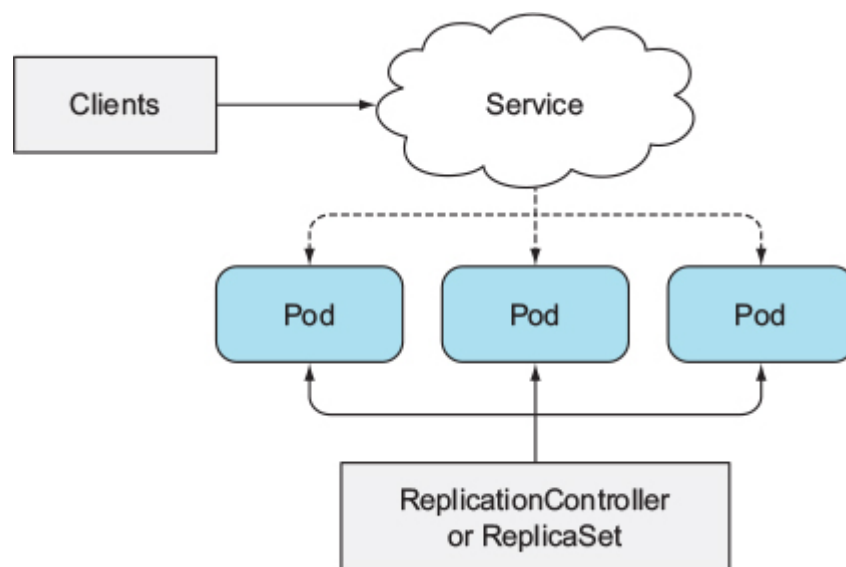 Clients
Service
Pod
Pod
Pod
ReplicationController
or ReplicaSet